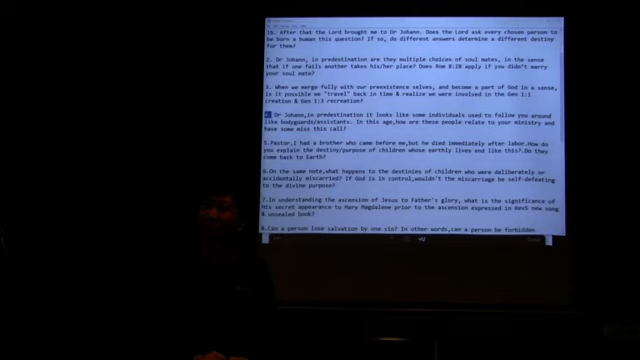 1b. After that the Lord brought me to Dr Johann. Does the Lord ask every chosen person to
be born a human this question? If so, do different answers determine a different destiny
for them?
2. Dr Johann, in predestination are they multiple choices of soul mates, in the sense
that if one fails another takes his/her place? Does Rom 8:28 apply if you didn't marry
your soul mate?
3. When we merge fully with our preexistence selves, and become a part of God in a sense,
is it possible we "travel" back in time & realize we were involved in the Gen 1:1
creation & Gen 1:3 recreation?
4. Dr Johann,in predestination it looks like some individuals used to follow you around
like bodyguards/assistants. In this age,how are these people relate to your ministry and
have some miss this call?
5.Pastor,I had a brother who came before me,but he died immediately after labor.How do
you explain the destiny/purpose of children whose earthly lives end like this?.Do they
come back to Earth?
6.On the same note,what happens to the destinies of children who were deliberately or
accidentally miscarried? If God is in control,wouldn't the miscarriage be self-defeating
to the divine purpose?
7.In understanding the ascension of Jesus to Father's glory, what is the significance of
His secret appearance to Mary Magdalene prior to the ascension expressed in Rev5 new song
& unsealed book?
8.Can a person lose salvation by one sin? In other words,can a person be forbidden